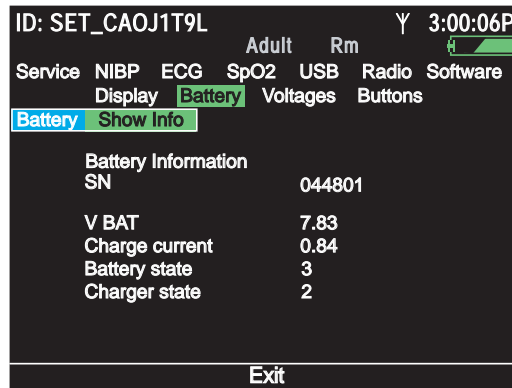 ID: SET_CAOJ1T9L 3:00:06P
Adult Rm
Service NIBP ECG SpO2 USB Radio Software
Display Battery Voltages Buttons
Battery Show Info
Battery Information
SN 044801
V BAT 7.83
Charge current 0.84
Battery state 3
Charger state 2
Exit